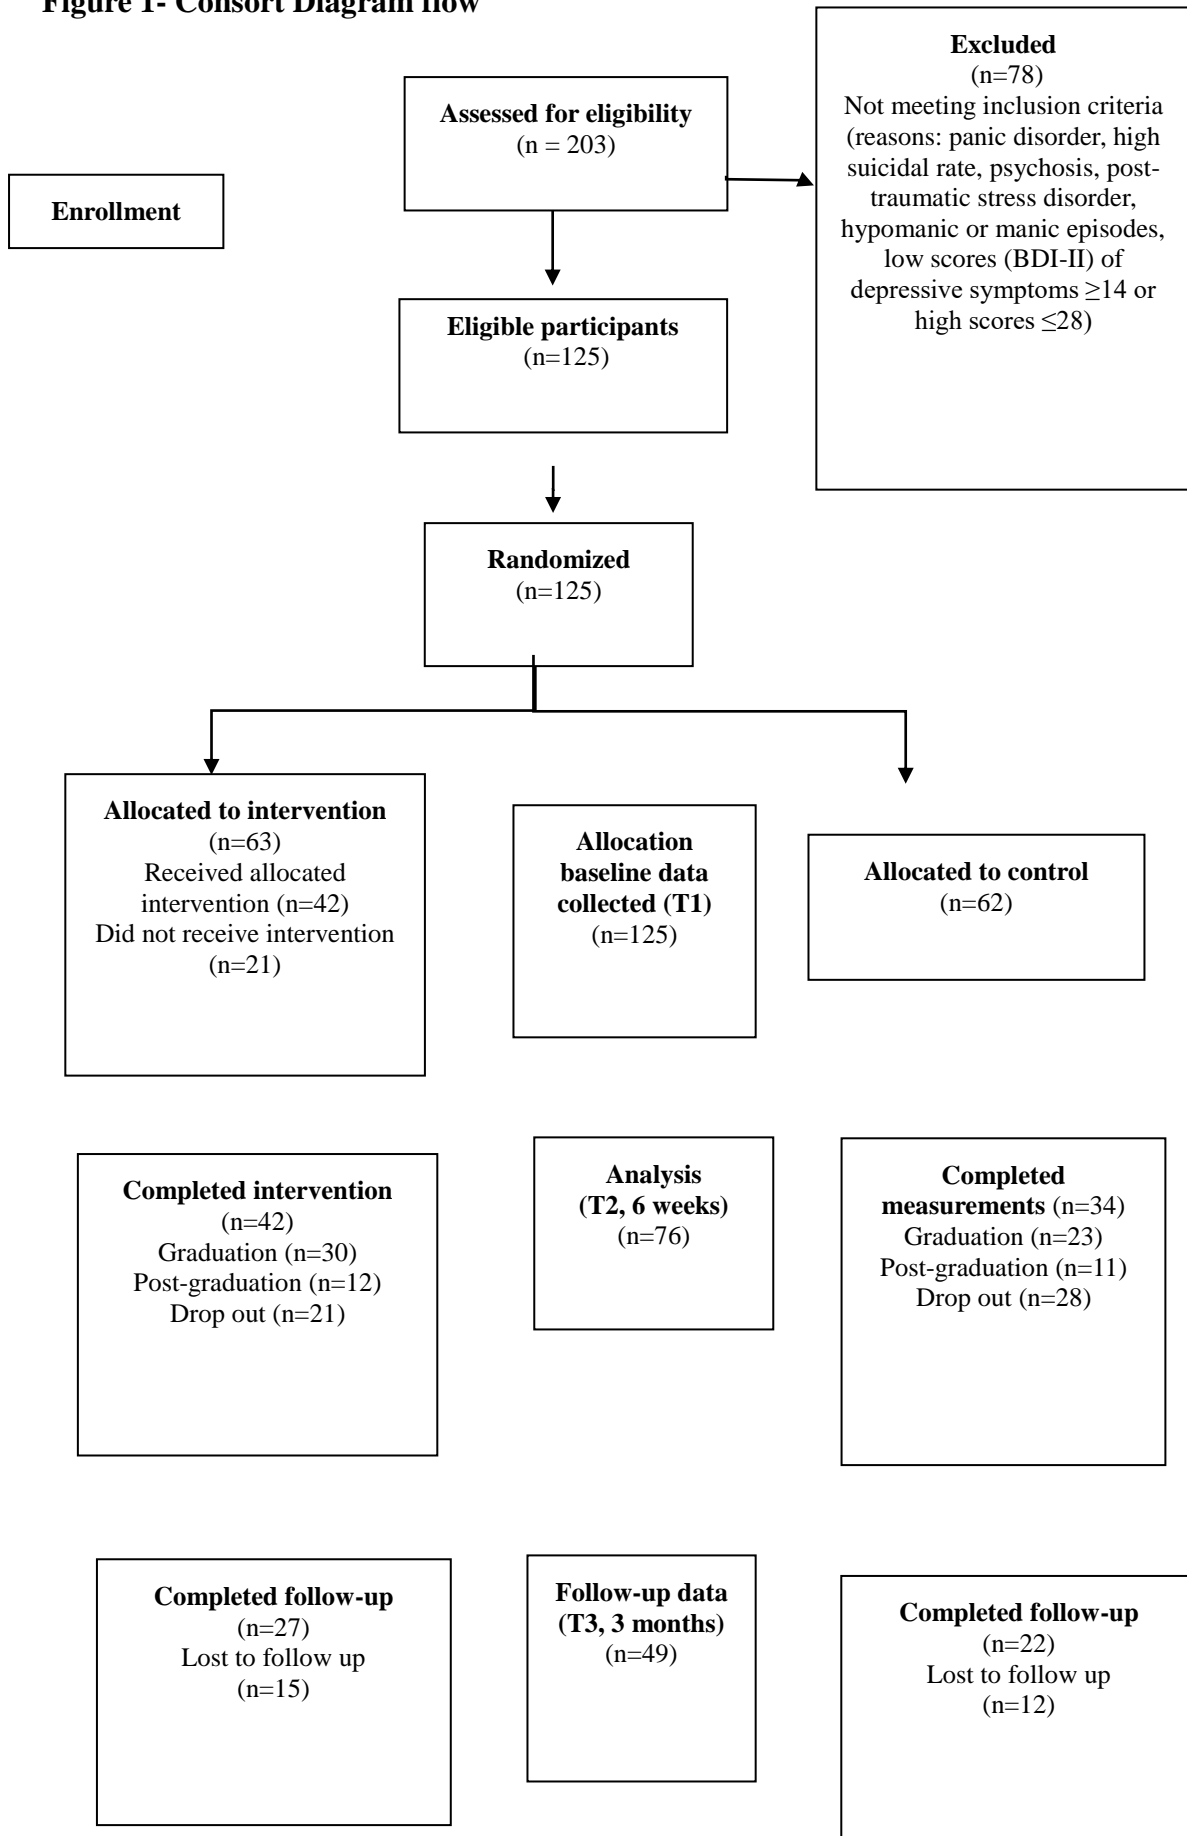 Figure 1- Consort Diagram flow
Excluded
(n=78)
Not meeting inclusion criteria
(reasons: panic disorder, high
suicidal rate, psychosis, post-
traumatic stress disorder,
hypomanic or manic episodes,
low scores (BDI-II) of
depressive symptoms ≥14 or
high scores ≤28)
Assessed for eligibility
(n = 203)
Enrollment
Eligible participants
(n=125)
Randomized
(n=125)
Allocated to intervention
(n=63)
Received allocated
intervention (n=42)
Did not receive intervention
(n=21)
Allocation
baseline data
collected (T1)
(n=125)
Allocated to control
(n=62)
Completed intervention
(n=42)
Graduation (n=30)
Post-graduation (n=12)
Drop out (n=21)
Analysis
(T2, 6 weeks)
(n=76)
Completed
measurements (n=34)
Graduation (n=23)
Post-graduation (n=11)
Drop out (n=28)
Completed follow-up
(n=27)
Lost to follow up
(n=15)
Follow-up data
(T3, 3 months)
(n=49)
Completed follow-up
(n=22)
Lost to follow up
(n=12)